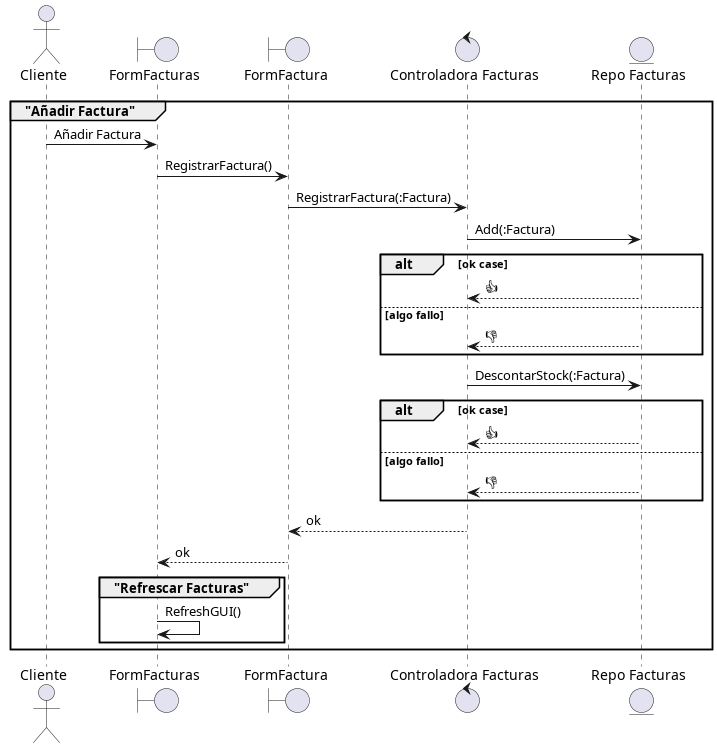 Cliente FormFacturas FormFactura Controladora Facturas Repo Facturas
"Añadir Factura"
Añadir Factura
RegistrarFactura()
RegistrarFactura(:Factura)
Add(:Factura)
alt [ok case]
👍
[algo fallo]
👎
DescontarStock(:Factura)
alt [ok case]
👍
[algo fallo]
👎
ok
ok
"Refrescar Facturas"
RefreshGUI()
Cliente FormFacturas FormFactura Controladora Facturas Repo Facturas